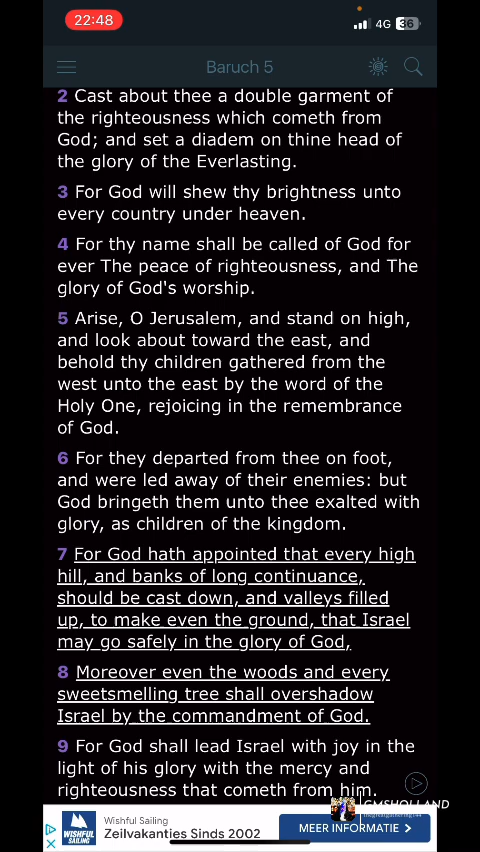 22:48
4G 36
Baruch 5
2 Cast about thee a double garment of
the righteousness which cometh from
God; and set a diadem on thine head of
the glory of the Everlasting.
3 For God will shew thy brightness unto
every country under heaven.
4 For thy name shall be called of God for
ever The peace of righteousness, and The
glory of God's worship.
5 Arise, O Jerusalem, and stand on high,
and look about toward the east, and
behold thy children gathered from the
west unto the east by the word of the
Holy One, rejoicing in the remembrance
of God.
6 For they departed from thee on foot,
and were led away of their enemies: but
God bringeth them unto thee exalted with
glory, as children of the kingdom.
7 For God hath appointed that every high
hill, and banks of long continuance,
should be cast down, and valleys filled
up, to make even the ground, that Israel
may go safely in the glory of God,
8 Moreover even the woods and every
sweetsmelling tree shall overshadow
Israel by the commandment of God.
9 For God shall lead Israel with joy in the
light of his glory with the mercy and
righteousness that cometh from him.
GMSHOLLAND
WISHFUL
SAILING
Wishful Sailing
Zeilvakanties Sinds 2002
MEER INFORMATIE